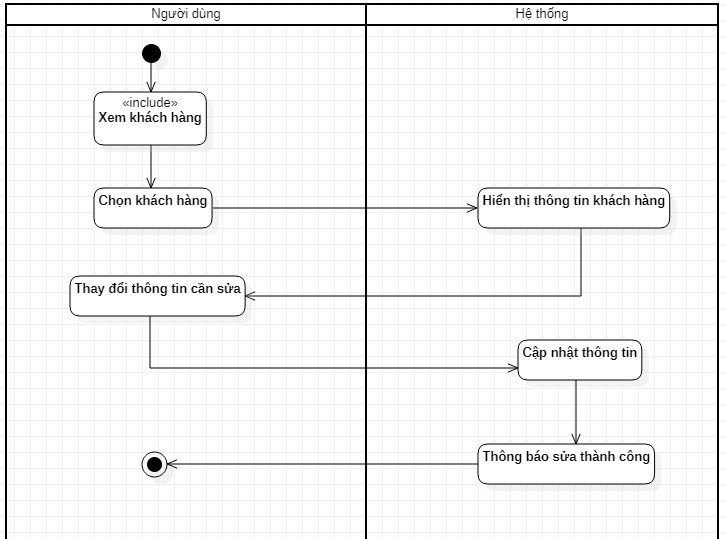 Người dùng
Hệ thống
«include»
Xem khách hàng
Chọn khách hàng
Hiển thị thông tin khách hàng
Thay đổi thông tin cần sửa
Cập nhật thông tin
Thông báo sửa thành công